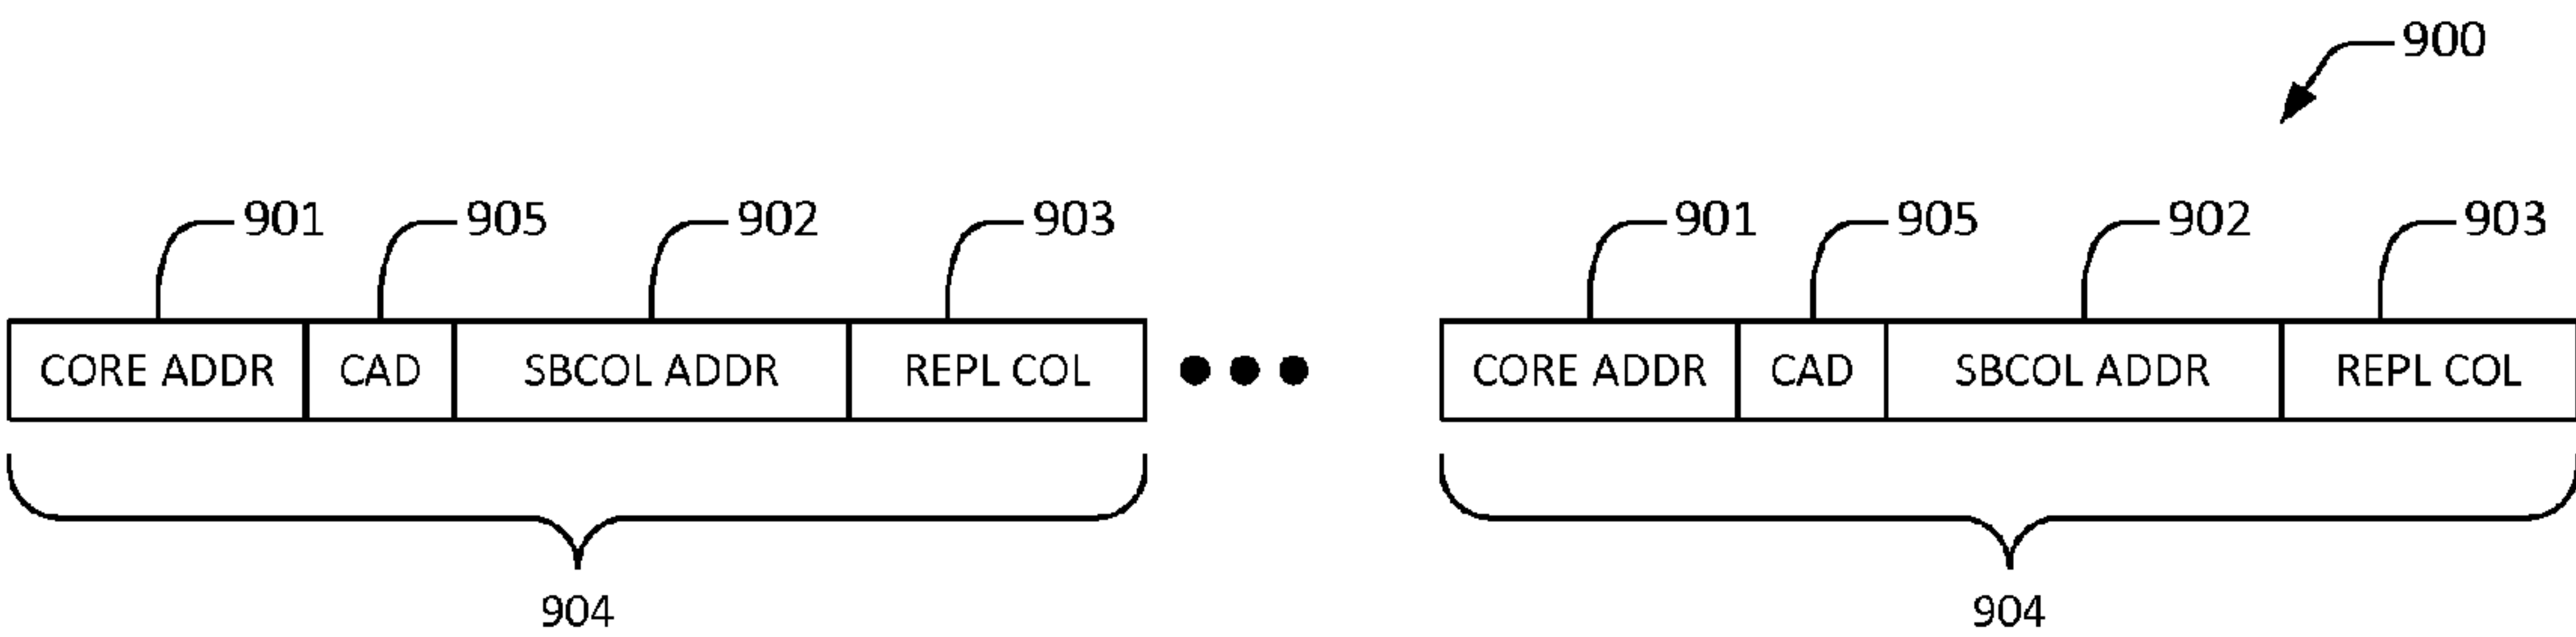 900
901 905 902 903 901 905 902 903
CORE ADDR CAD SBCOL ADDR REPL COL CORE ADDR CAD SBCOL ADDR REPL COL
904 904